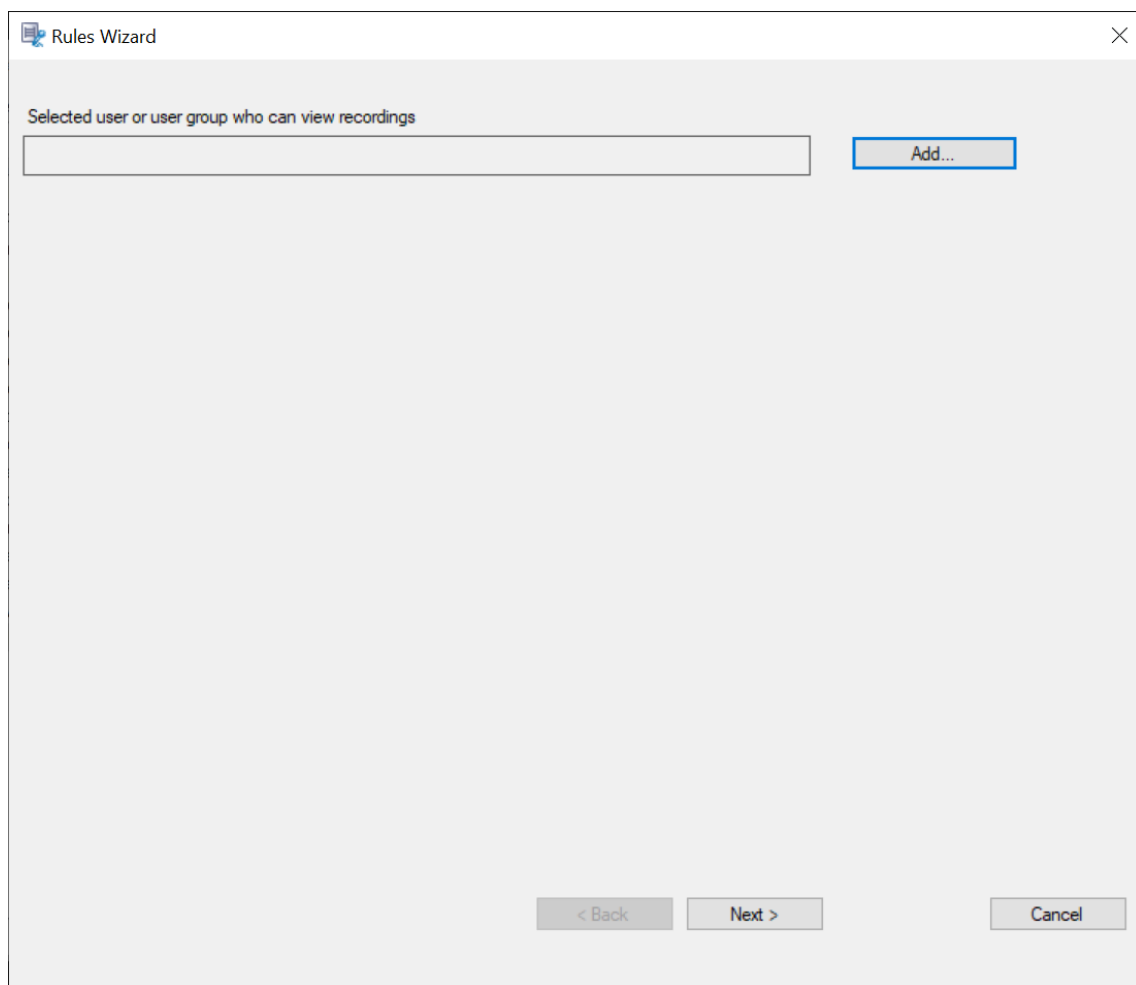 Rules Wizard
Selected user or user group who can view recordings
Add...
< Back
Next >
Cancel